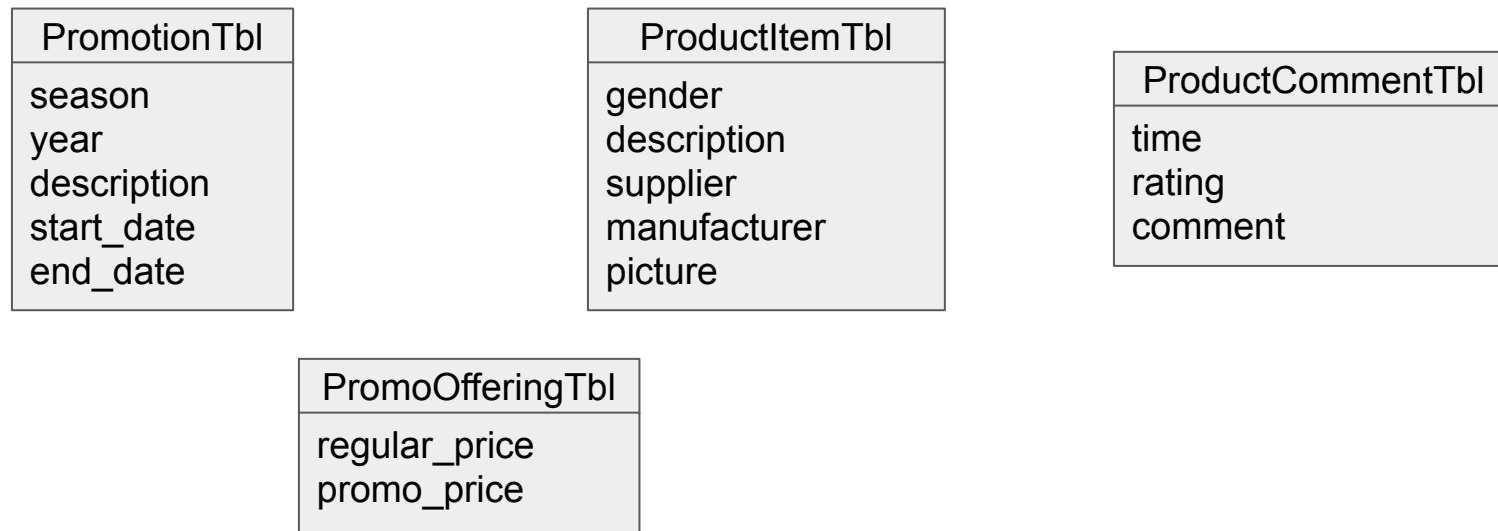 PromotionTbl
season
year
description
start_date
end_date
ProductItemTbl
gender
description
supplier
manufacturer
picture
ProductCommentTbl
time
rating
comment
PromoOfferingTbl
regular_price
promo_price